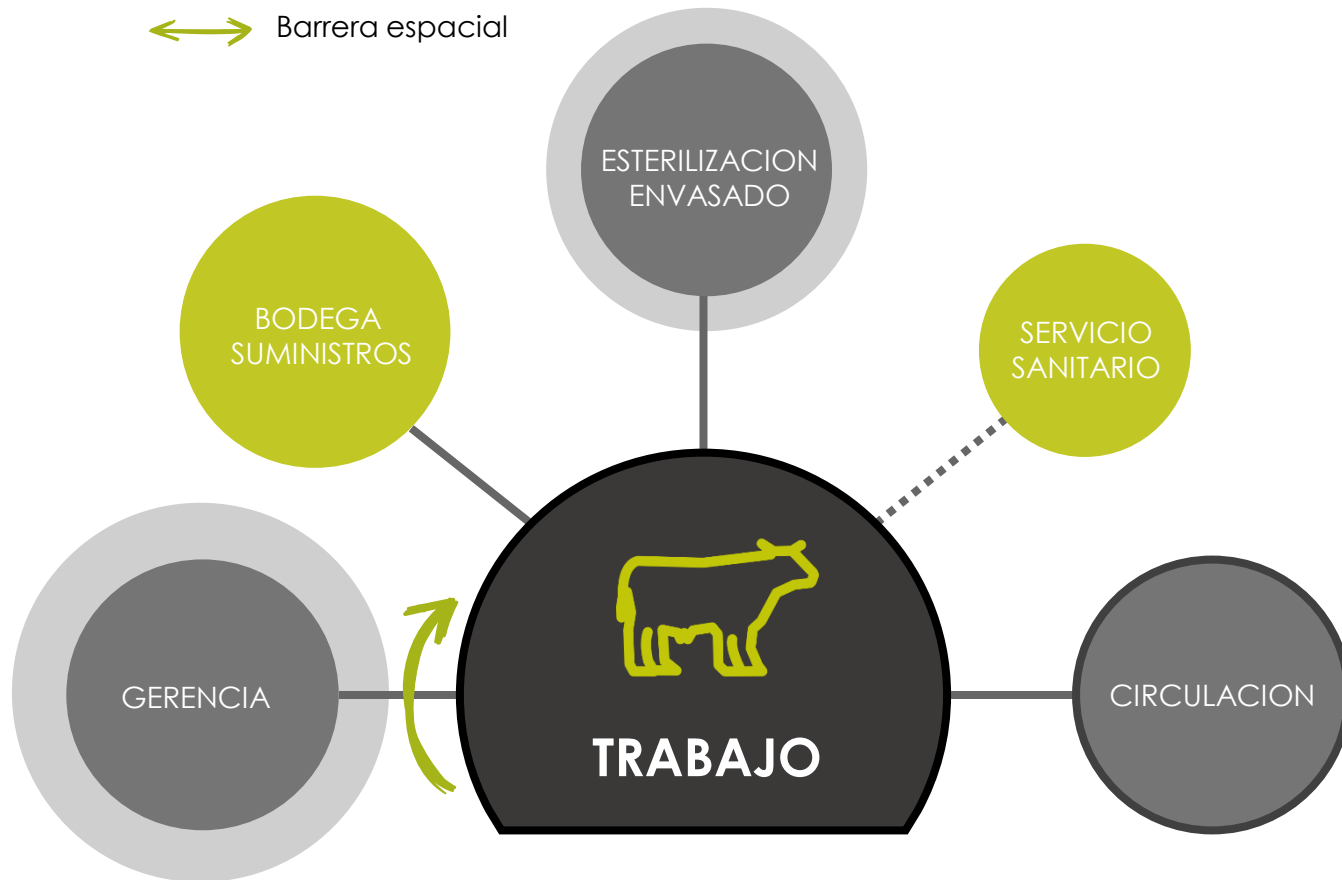 Barrera espacial
ESTERILIZACION
ENVASADO
BODEGA
SUMINISTROS
SERVICIO
SANITARIO
GERENCIA
CIRCULACION
TRABAJO